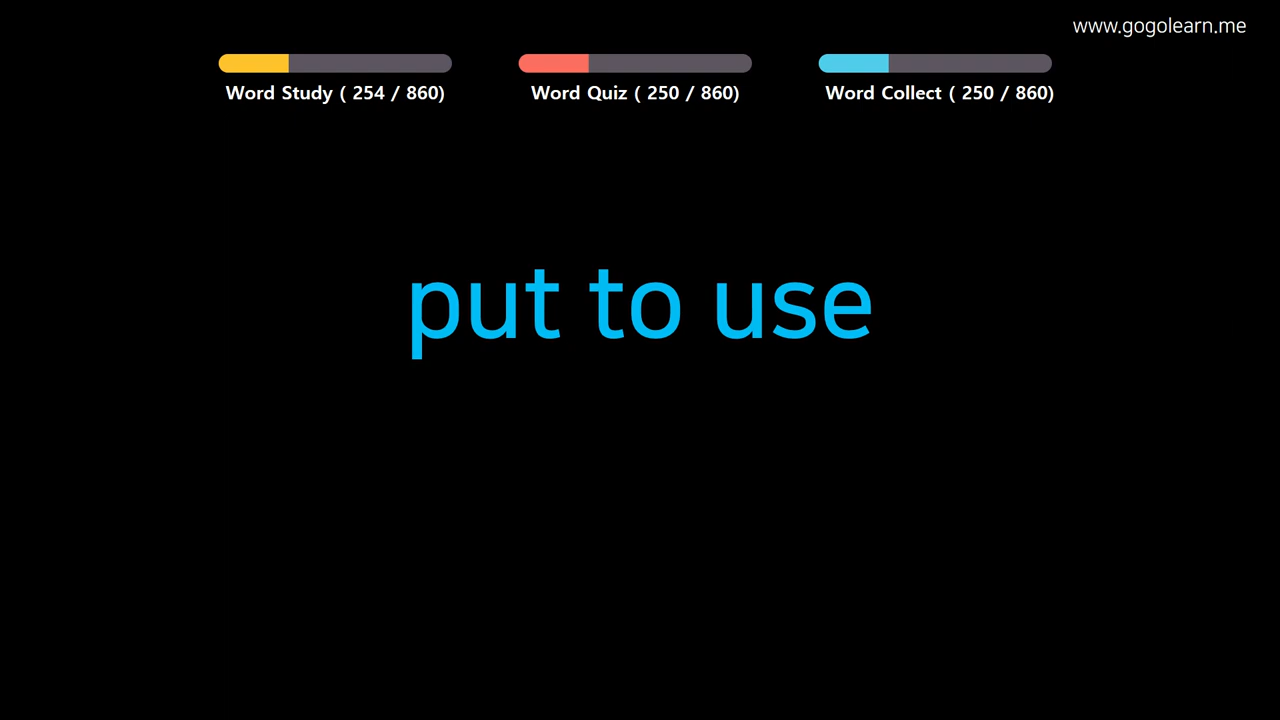 www.gogolearn.me
Word Study ( 254 / 860)
Word Quiz ( 250 / 860)
Word Collect ( 250 / 860)
put to use